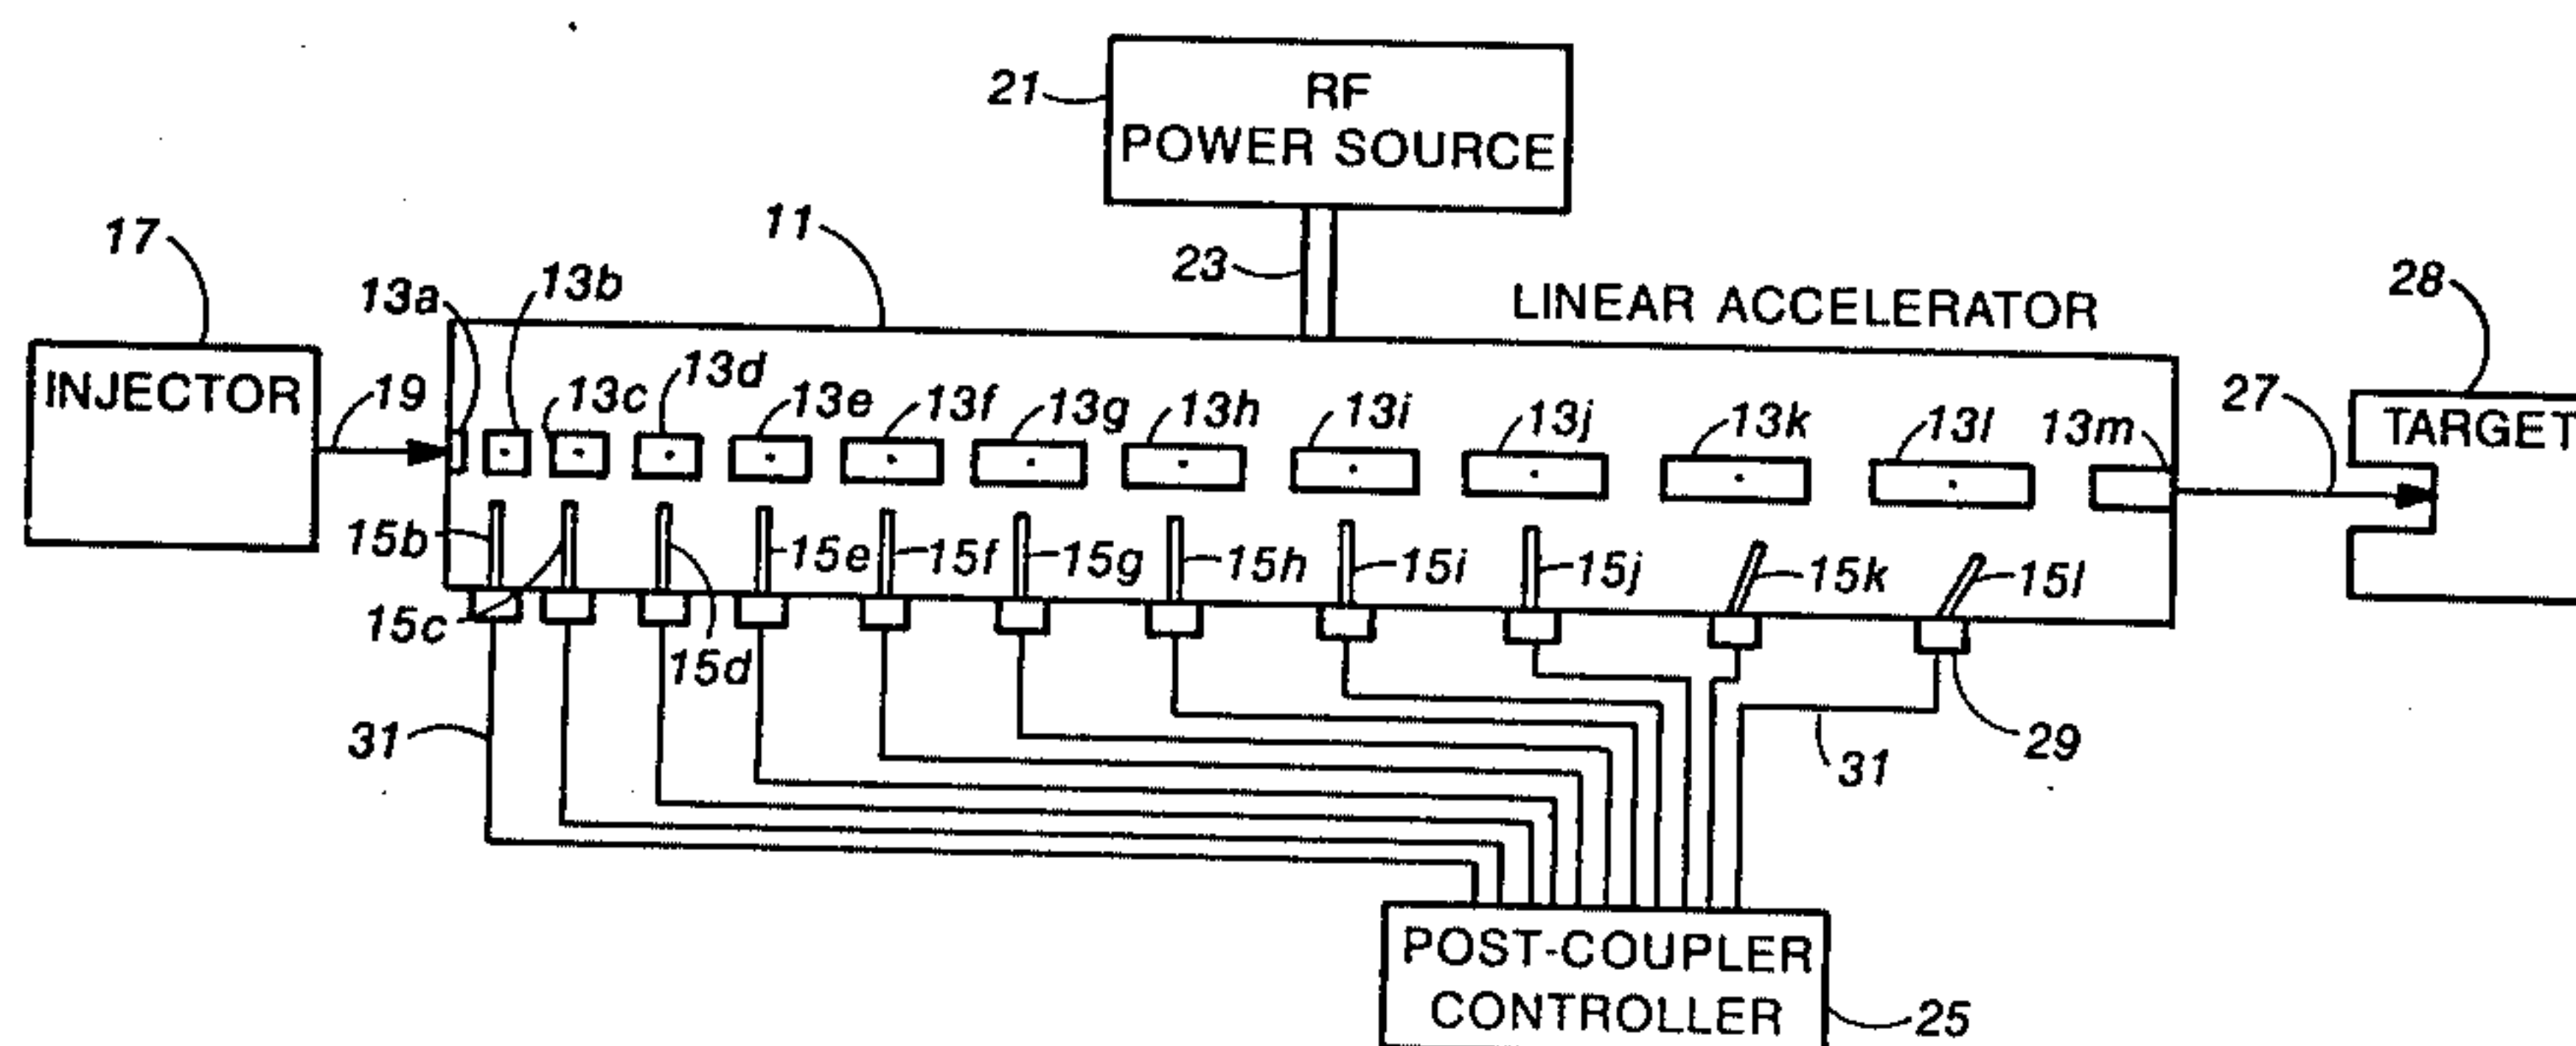 RF
POWER SOURCE
21
23
11
17
INJECTOR
19
LINEAR ACCELERATOR
28
TARGET
27
13a
13b
13c
13d
13e
13f
13g
13h
13i
13j
13k
13l
13m
15b
15c
15d
15e
15f
15g
15h
15i
15j
15k
15l
31
31
29
POST-COUPLER
CONTROLLER
25